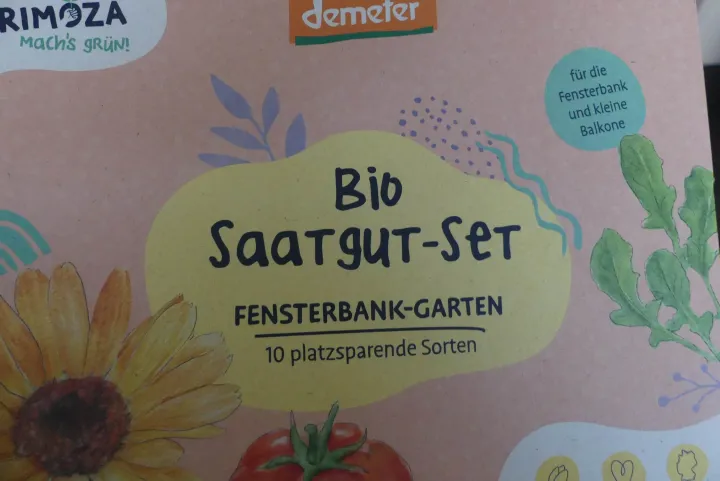 RIMOZA
MacH's GRÜN!
demeter
für die
Fensterbank
und kleine
Balkone
BiO
SaaTguT-SeT
FENSTERBANK-GARTEN
10 platzsparende Sorten